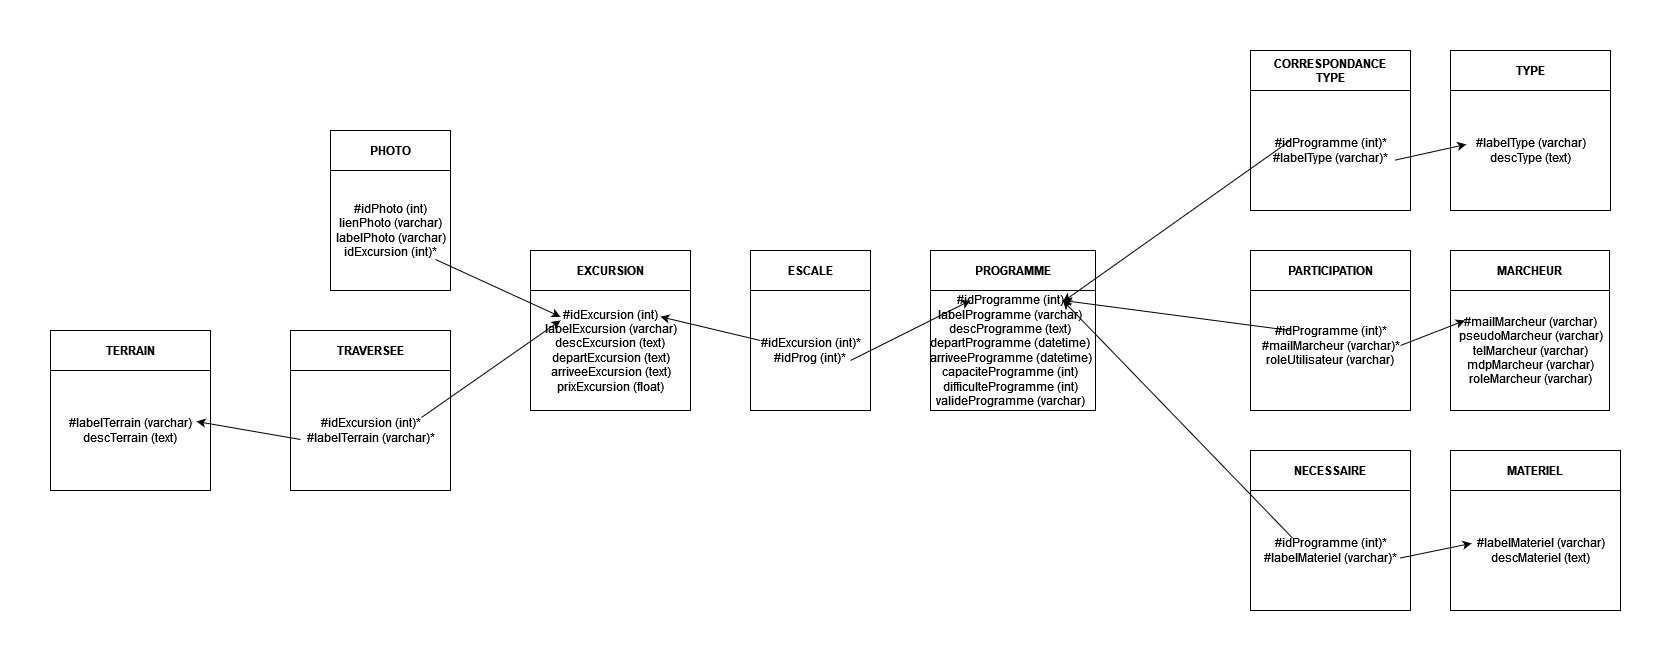 CORRESPONDANCE
TYPE
#idProgramme (int)*
#labelType (varchar)*
TYPE
#labelType (varchar)
descType (text)
PHOTO
#idPhoto (int)
lienPhoto (varchar)
labelPhoto (varchar)
idExcursion (int)*
EXCURSION
#idExcursion (int)
labelExcursion (varchar)
descExcursion (text)
departExcursion (text)
arriveeExcursion (text)
prixExcursion (float)
ESCALE
#idExcursion (int)*
#idProg (int)*
PROGRAMME
#idProgramme (int)
labelProgramme (varchar)
descProgramme (text)
departProgramme (datetime)
arriveeProgramme (datetime)
capaciteProgramme (int)
difficulteProgramme (int)
valideProgramme (varchar)
PARTICIPATION
#idProgramme (int)*
#mailMarcheur (varchar)*
roleUtilisateur (varchar)
MARCHEUR
#mailMarcheur (varchar)
pseudoMarcheur (varchar)
telMarcheur (varchar)
mdpMarcheur (varchar)
roleMarcheur (varchar)
TERRAIN
#labelTerrain (varchar)
descTerrain (text)
TRAVERSEE
#idExcursion (int)*
#labelTerrain (varchar)*
NECESSAIRE
#idProgramme (int)*
#labelMateriel (varchar)*
MATERIEL
#labelMateriel (varchar)
descMateriel (text)